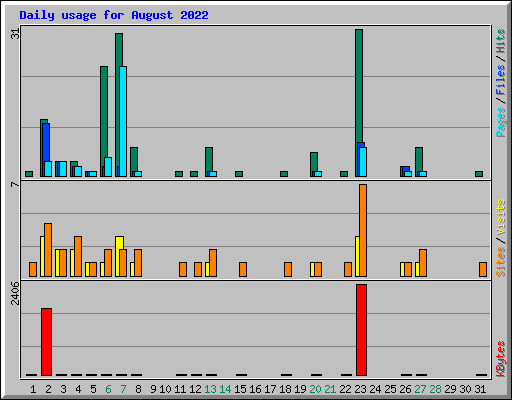 Daily usage for August 2022
31
Pages / Files / Hits
7
Sites / Visits
2406
KBytes
1 2 3 4 5 6 7 8 9 10 11 12 13 14 15 16 17 18 19 20 21 22 23 24 25 26 27 28 29 30 31